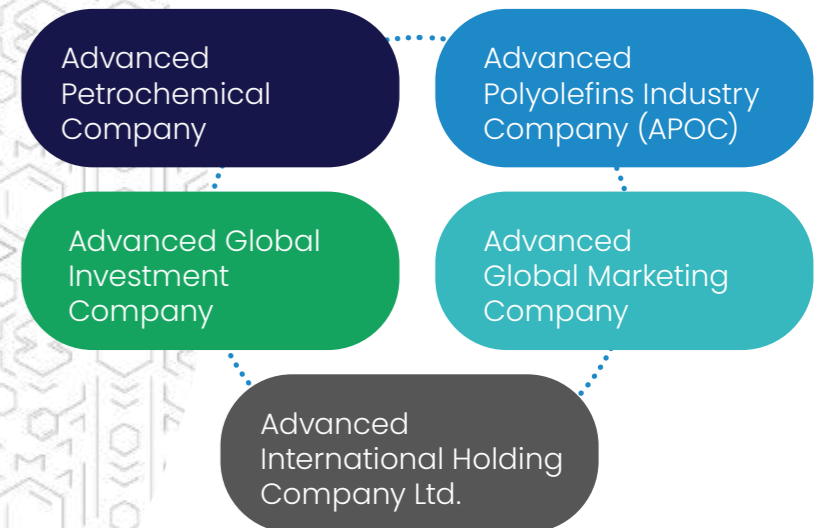 Advanced
Petrochemical
Company
Advanced
Polyolefins Industry
Company (APOC)
Advanced Global
Investment
Company
Advanced
Global Marketing
Company
Advanced
International Holding
Company Ltd.